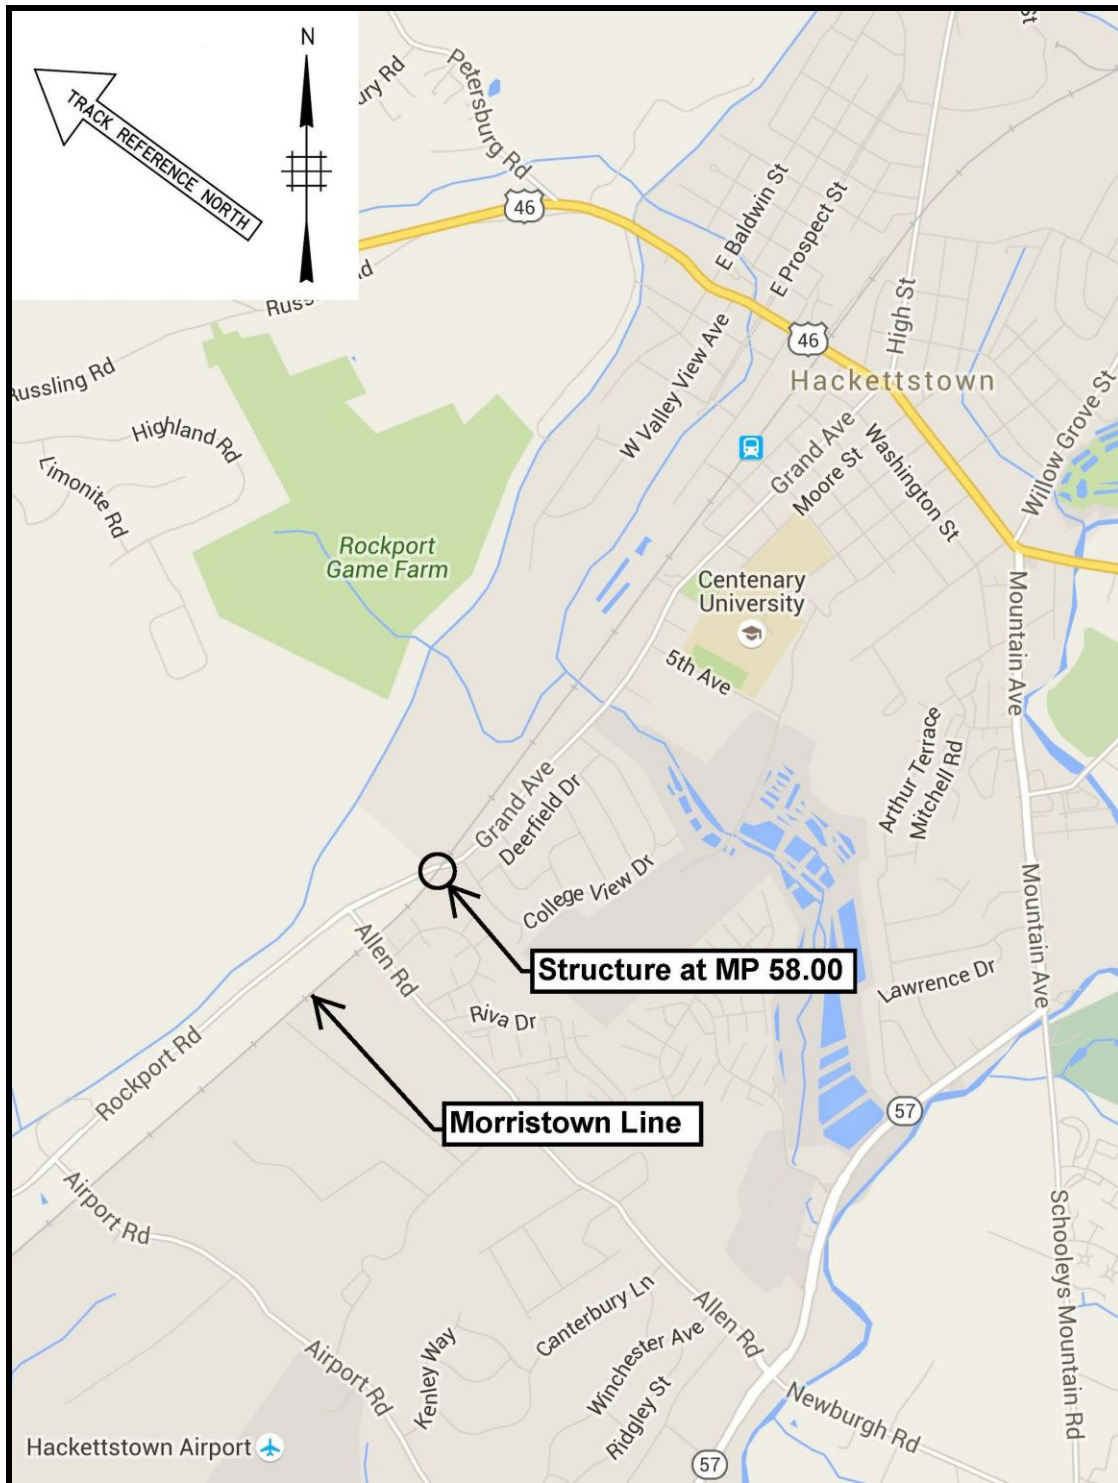 N
TRACK REFERENCE NORTH
St
ury Rd
Petersburg Rd
46
E Baldwin St
E Prospect St
High St
46
Hackettstown
Russ
d
Russling Rd
Highland Rd
Limonite Rd
W Valley View Ave
Grand Ave
Moore St
Washington St
Willow Grove St
Rockport
Game Farm
Centenary
University
5th Ave
Mountain Ave
Arthur Terrace
Mitchell Rd
Grand Ave
Deerfield Dr
College View Dr
Mountain Ave
Allen Rd
Structure at MP 58.00
Lawrence Dr
Riva Dr
Rockport Rd
Morristown Line
57
Airport Rd
Schooleys Mountain Rd
Canterbury Ln
Allen Rd
Winchester Ave
Kenley Way
Airport Rd
Ridgley St
Newburgh Rd
Hackettstown Airport
57